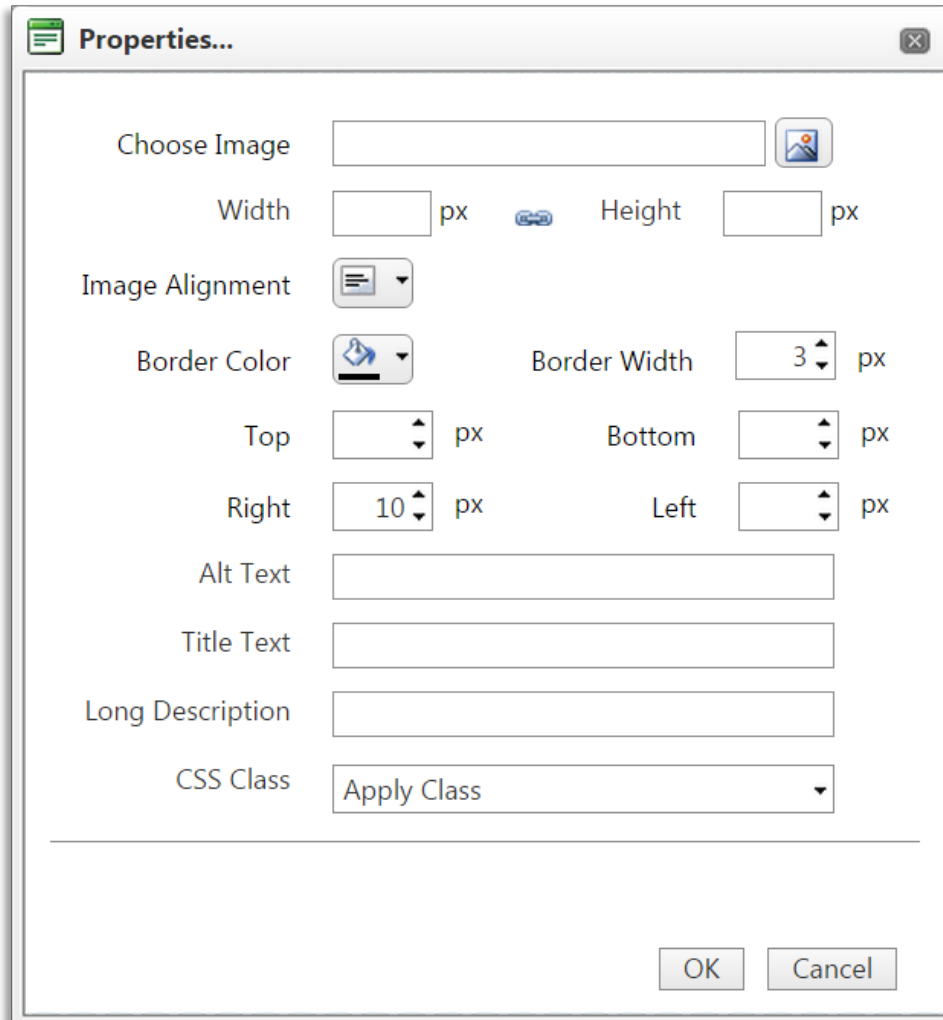 Properties...
Choose Image
Width px Height px
Image Alignment
Border Color Border Width 3 px
Top px Bottom px
Right 10 px Left px
Alt Text
Title Text
Long Description
CSS Class Apply Class
OK Cancel